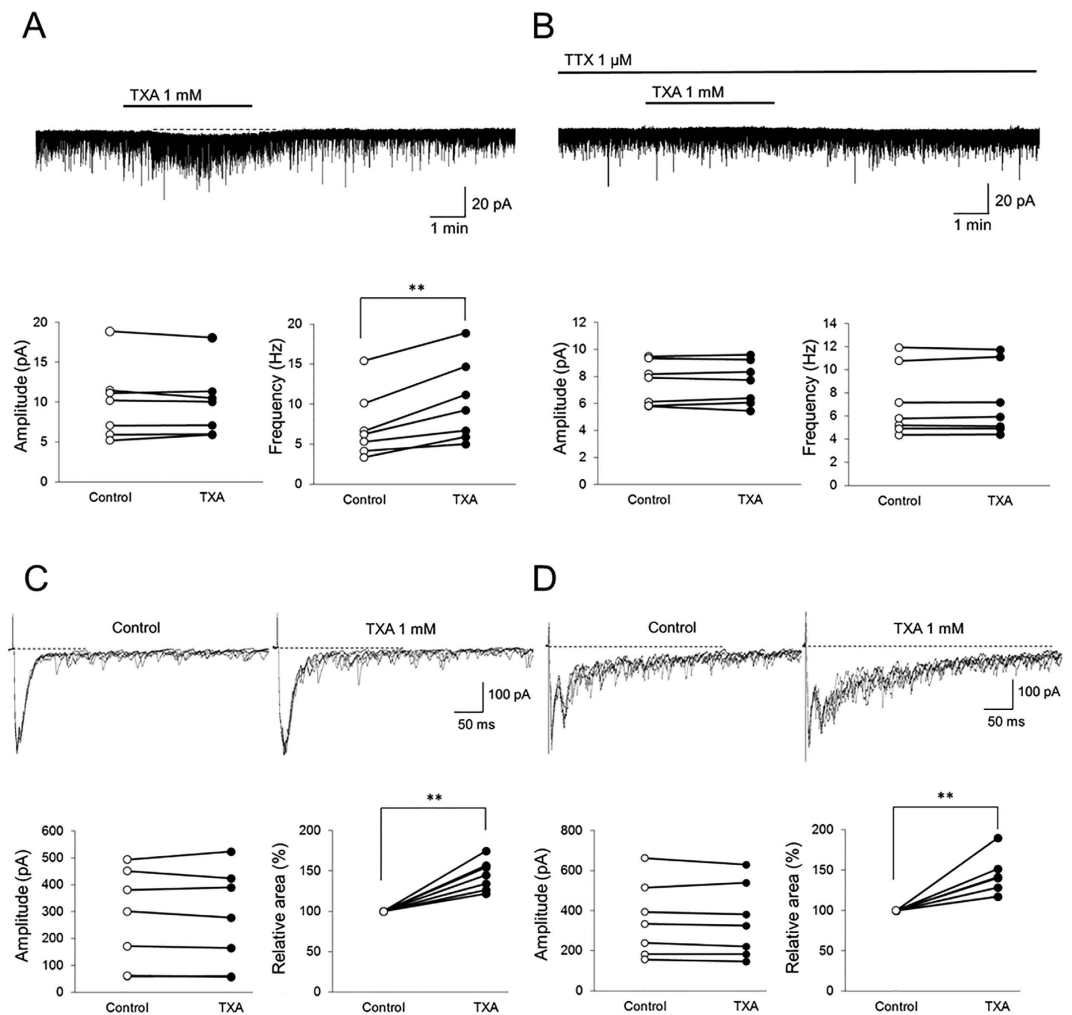 A
TXA 1 mM
20 pA
1 min
B
TTX 1 μM
TXA 1 mM
20 pA
1 min
Amplitude (pA)
20
15
10
5
0
Control
TXA
**
Frequency (Hz)
20
15
10
5
0
Control
TXA
Amplitude (pA)
12
10
8
6
4
2
0
Control
TXA
Frequency (Hz)
14
12
10
8
6
4
2
0
Control
TXA
C
Control
TXA 1 mM
100 pA
50 ms
D
Control
TXA 1 mM
100 pA
50 ms
Amplitude (pA)
600
500
400
300
200
100
0
Control
TXA
**
Relative area (%)
200
150
100
50
0
Control
TXA
Amplitude (pA)
800
600
400
200
0
Control
TXA
**
Relative area (%)
200
150
100
50
0
Control
TXA